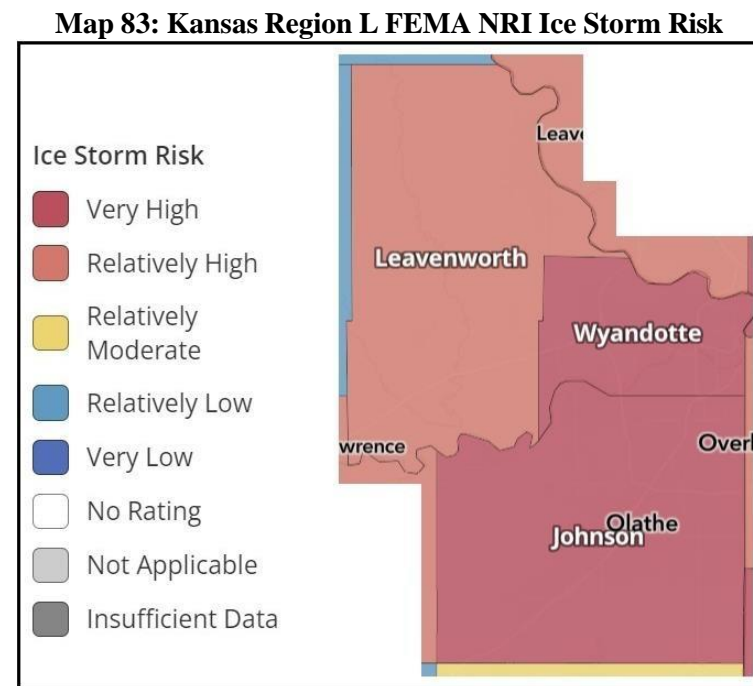 Map 83: Kansas Region L FEMA NRI Ice Storm Risk
Ice Storm Risk
Very High
Relatively High
Relatively
Moderate
Relatively Low
Very Low
No Rating
Not Applicable
Insufficient Data
Leav
Leavenworth
Wyandotte
wrence
Over
Olathe
Johnson